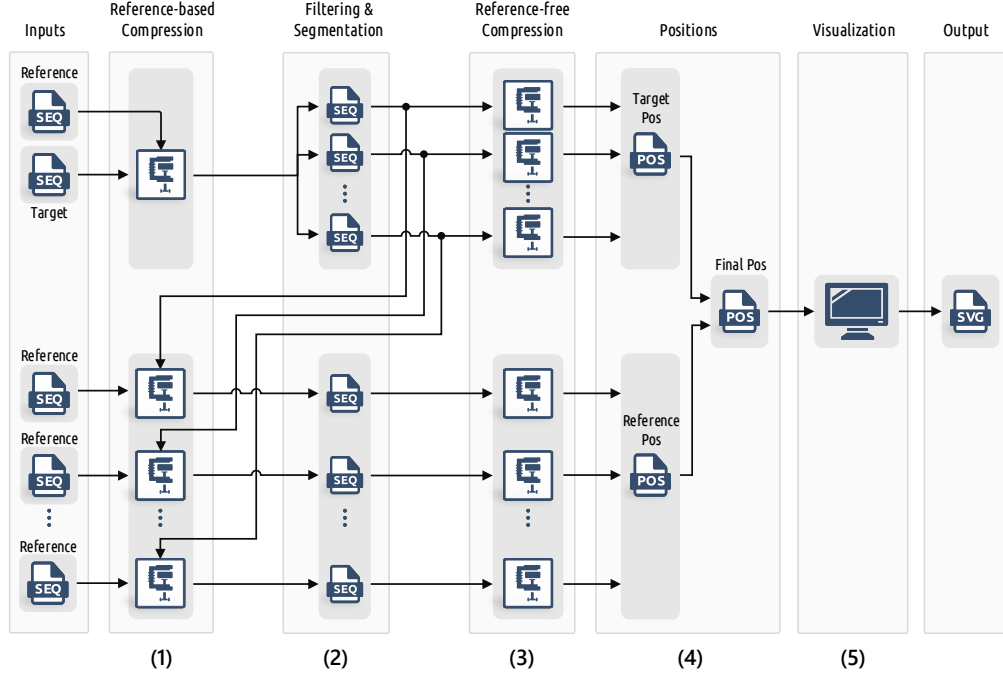 Inputs
Reference-based
Compression
Filtering &
Segmentation
Reference-free
Compression
Positions
Visualization
Output
Reference
SEQ
SEQ
Target
SEQ
SEQ
SEQ
Target
Pos
POS
Final Pos
POS
SVG
Reference
SEQ
SEQ
Reference
SEQ
SEQ
Reference
Pos
POS
Reference
SEQ
SEQ
(1)
(2)
(3)
(4)
(5)